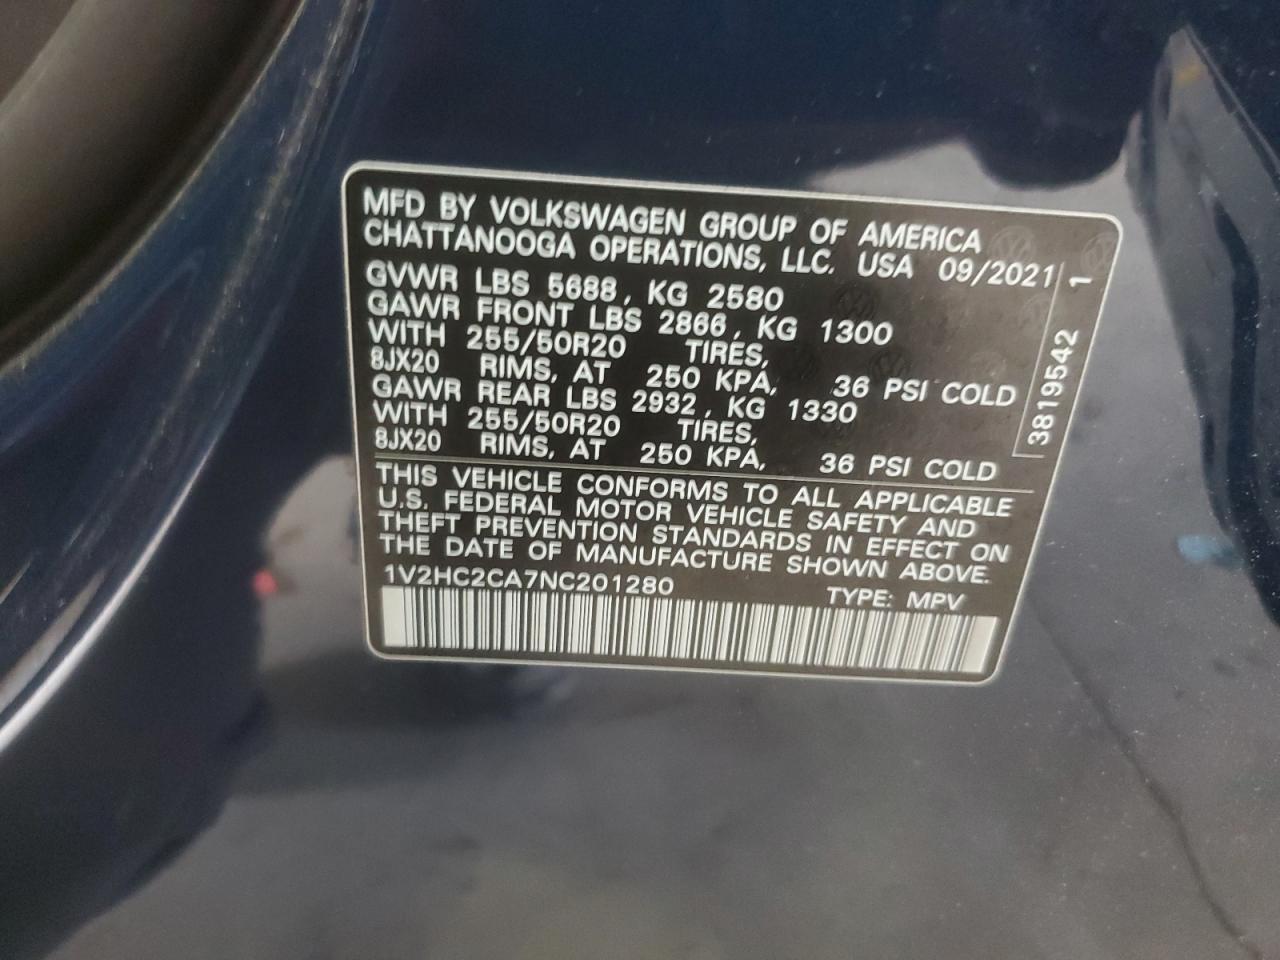 MFD BY VOLKSWAGEN GROUP OF AMERICA
CHATTANOOGA OPERATIONS, LLC. USA 09/2021
GVWR LBS 5688, KG 2580
GAWR FRONT LBS 2866, KG 1300
WITH 255/50R20 TIRES,
8JX20 RIMS, AT 250 KPA, 36 PSI COLD
GAWR REAR LBS 2932, KG 1330
WITH 255/50R20 TIRES,
8JX20 RIMS, AT 250 KPA, 36 PSI COLD
3819542 1
THIS VEHICLE CONFORMS TO ALL APPLICABLE
U.S. FEDERAL MOTOR VEHICLE SAFETY AND
THEFT PREVENTION STANDARDS IN EFFECT ON
THE DATE OF MANUFACTURE SHOWN ABOVE.
1V2HC2CA7NC201280 TYPE: MPV